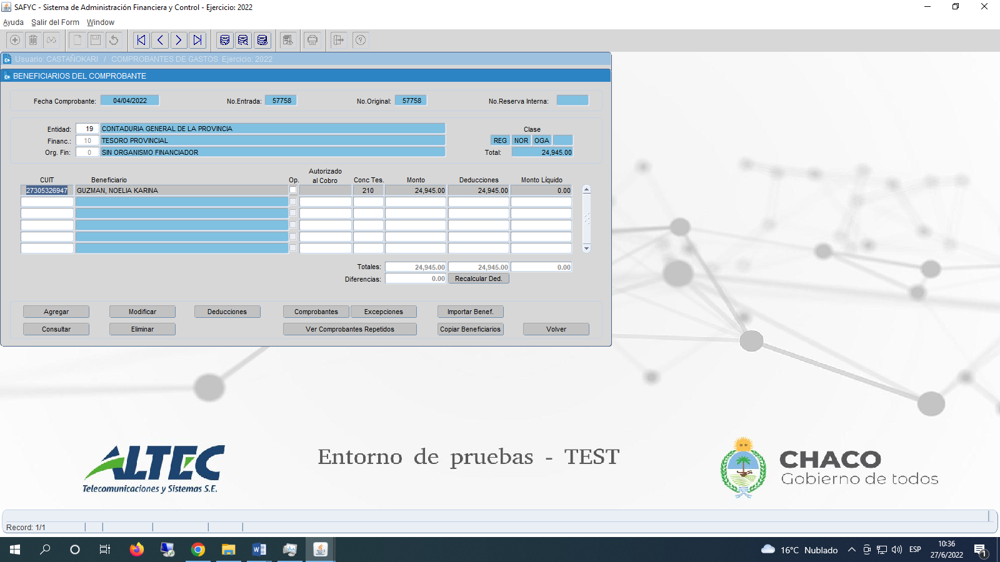 SAFYC - Sistema de Administración Financiera y Control - Ejercicio: 2022
Ayuda Salir del Form Window
Usuario: CASTAÑOKARI / COMPROBANTES DE GASTOS Ejercicio: 2022
BENEFICIARIOS DEL COMPROBANTE
Fecha Comprobante: 04/04/2022 No.Entrada: 57758 No.Original: 57758 No.Reserva Interna:
Entidad: 19 CONTADURIA GENERAL DE LA PROVINCIA Clase
Financ.: 10 TESORO PROVINCIAL REG NOR OGA
Org. Fin: 0 SIN ORGANISMO FINANCIADOR Total: 24,945.00
CUIT Beneficiario Op. Autorizado al Cobro Conc Tes. Monto Deducciones Monto Líquido
27305326947 GUZMAN, NOELIA KARINA 210 24,945.00 24,945.00 0.00
Totales: 24,945.00 24,945.00 0.00
Diferencias: 0.00 Recalcular Ded.
Agregar Modificar Deducciones Comprobantes Excepciones Importar Benef.
Consultar Eliminar Ver Comprobantes Repetidos Copiar Beneficiarios Volver
ALTEC
Telecomunicaciones y Sistemas S.E.
Entorno de pruebas - TEST
CHACO
Gobierno de todos
Record: 1/1
16°C Nublado ESP 10:36
27/6/2022
1